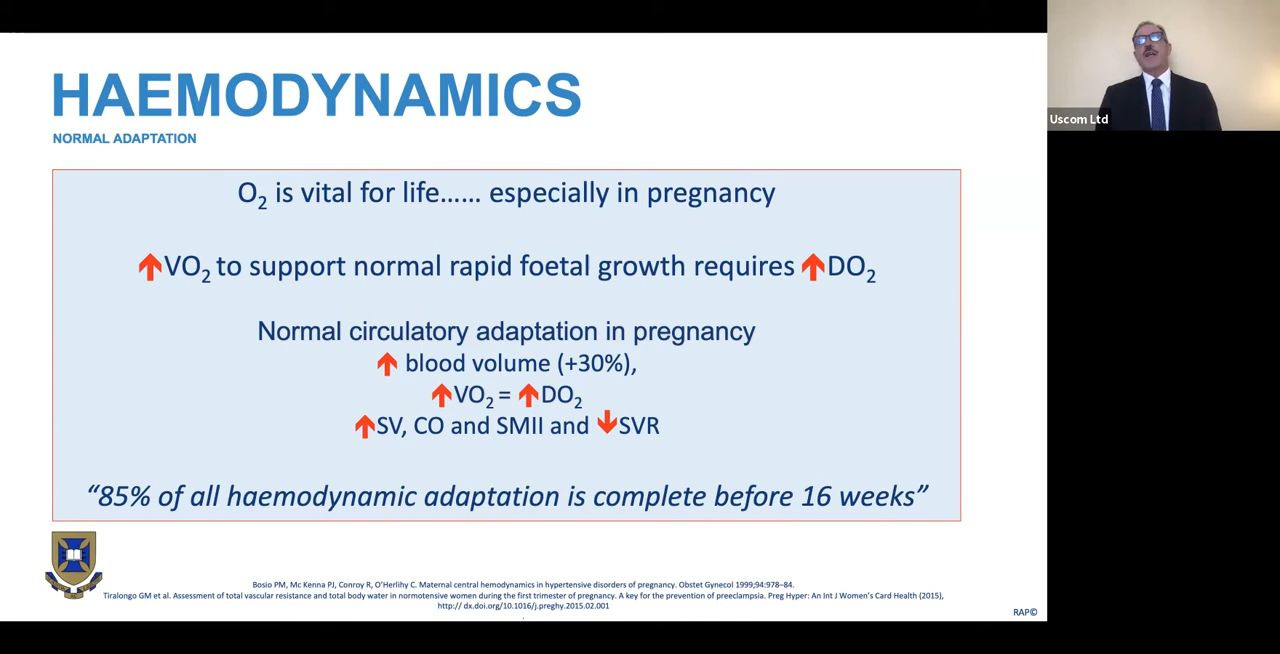 HAEMODYNAMICS
NORMAL ADAPTATION
O₂ is vital for life…… especially in pregnancy
↑VO₂ to support normal rapid foetal growth requires ↑DO₂
Normal circulatory adaptation in pregnancy
↑ blood volume (+30%),
↑VO₂ = ↑DO₂
↑SV, CO and SMII and ↓SVR
“85% of all haemodynamic adaptation is complete before 16 weeks”
Bosio PM, Mc Kenna PJ, Conroy R, O'Herlihy C. Maternal central hemodynamics in hypertensive disorders of pregnancy. Obstet Gynecol 1999;94:978–84.
Tiralongo GM et al. Assessment of total vascular resistance and total body water in normotensive women during the first trimester of pregnancy. A key for the prevention of preeclampsia. Preg Hyper: An Int J Women's Card Health (2015),
http:// dx.doi.org/10.1016/j.preghy.2015.02.001
RAP©
Uscom Ltd